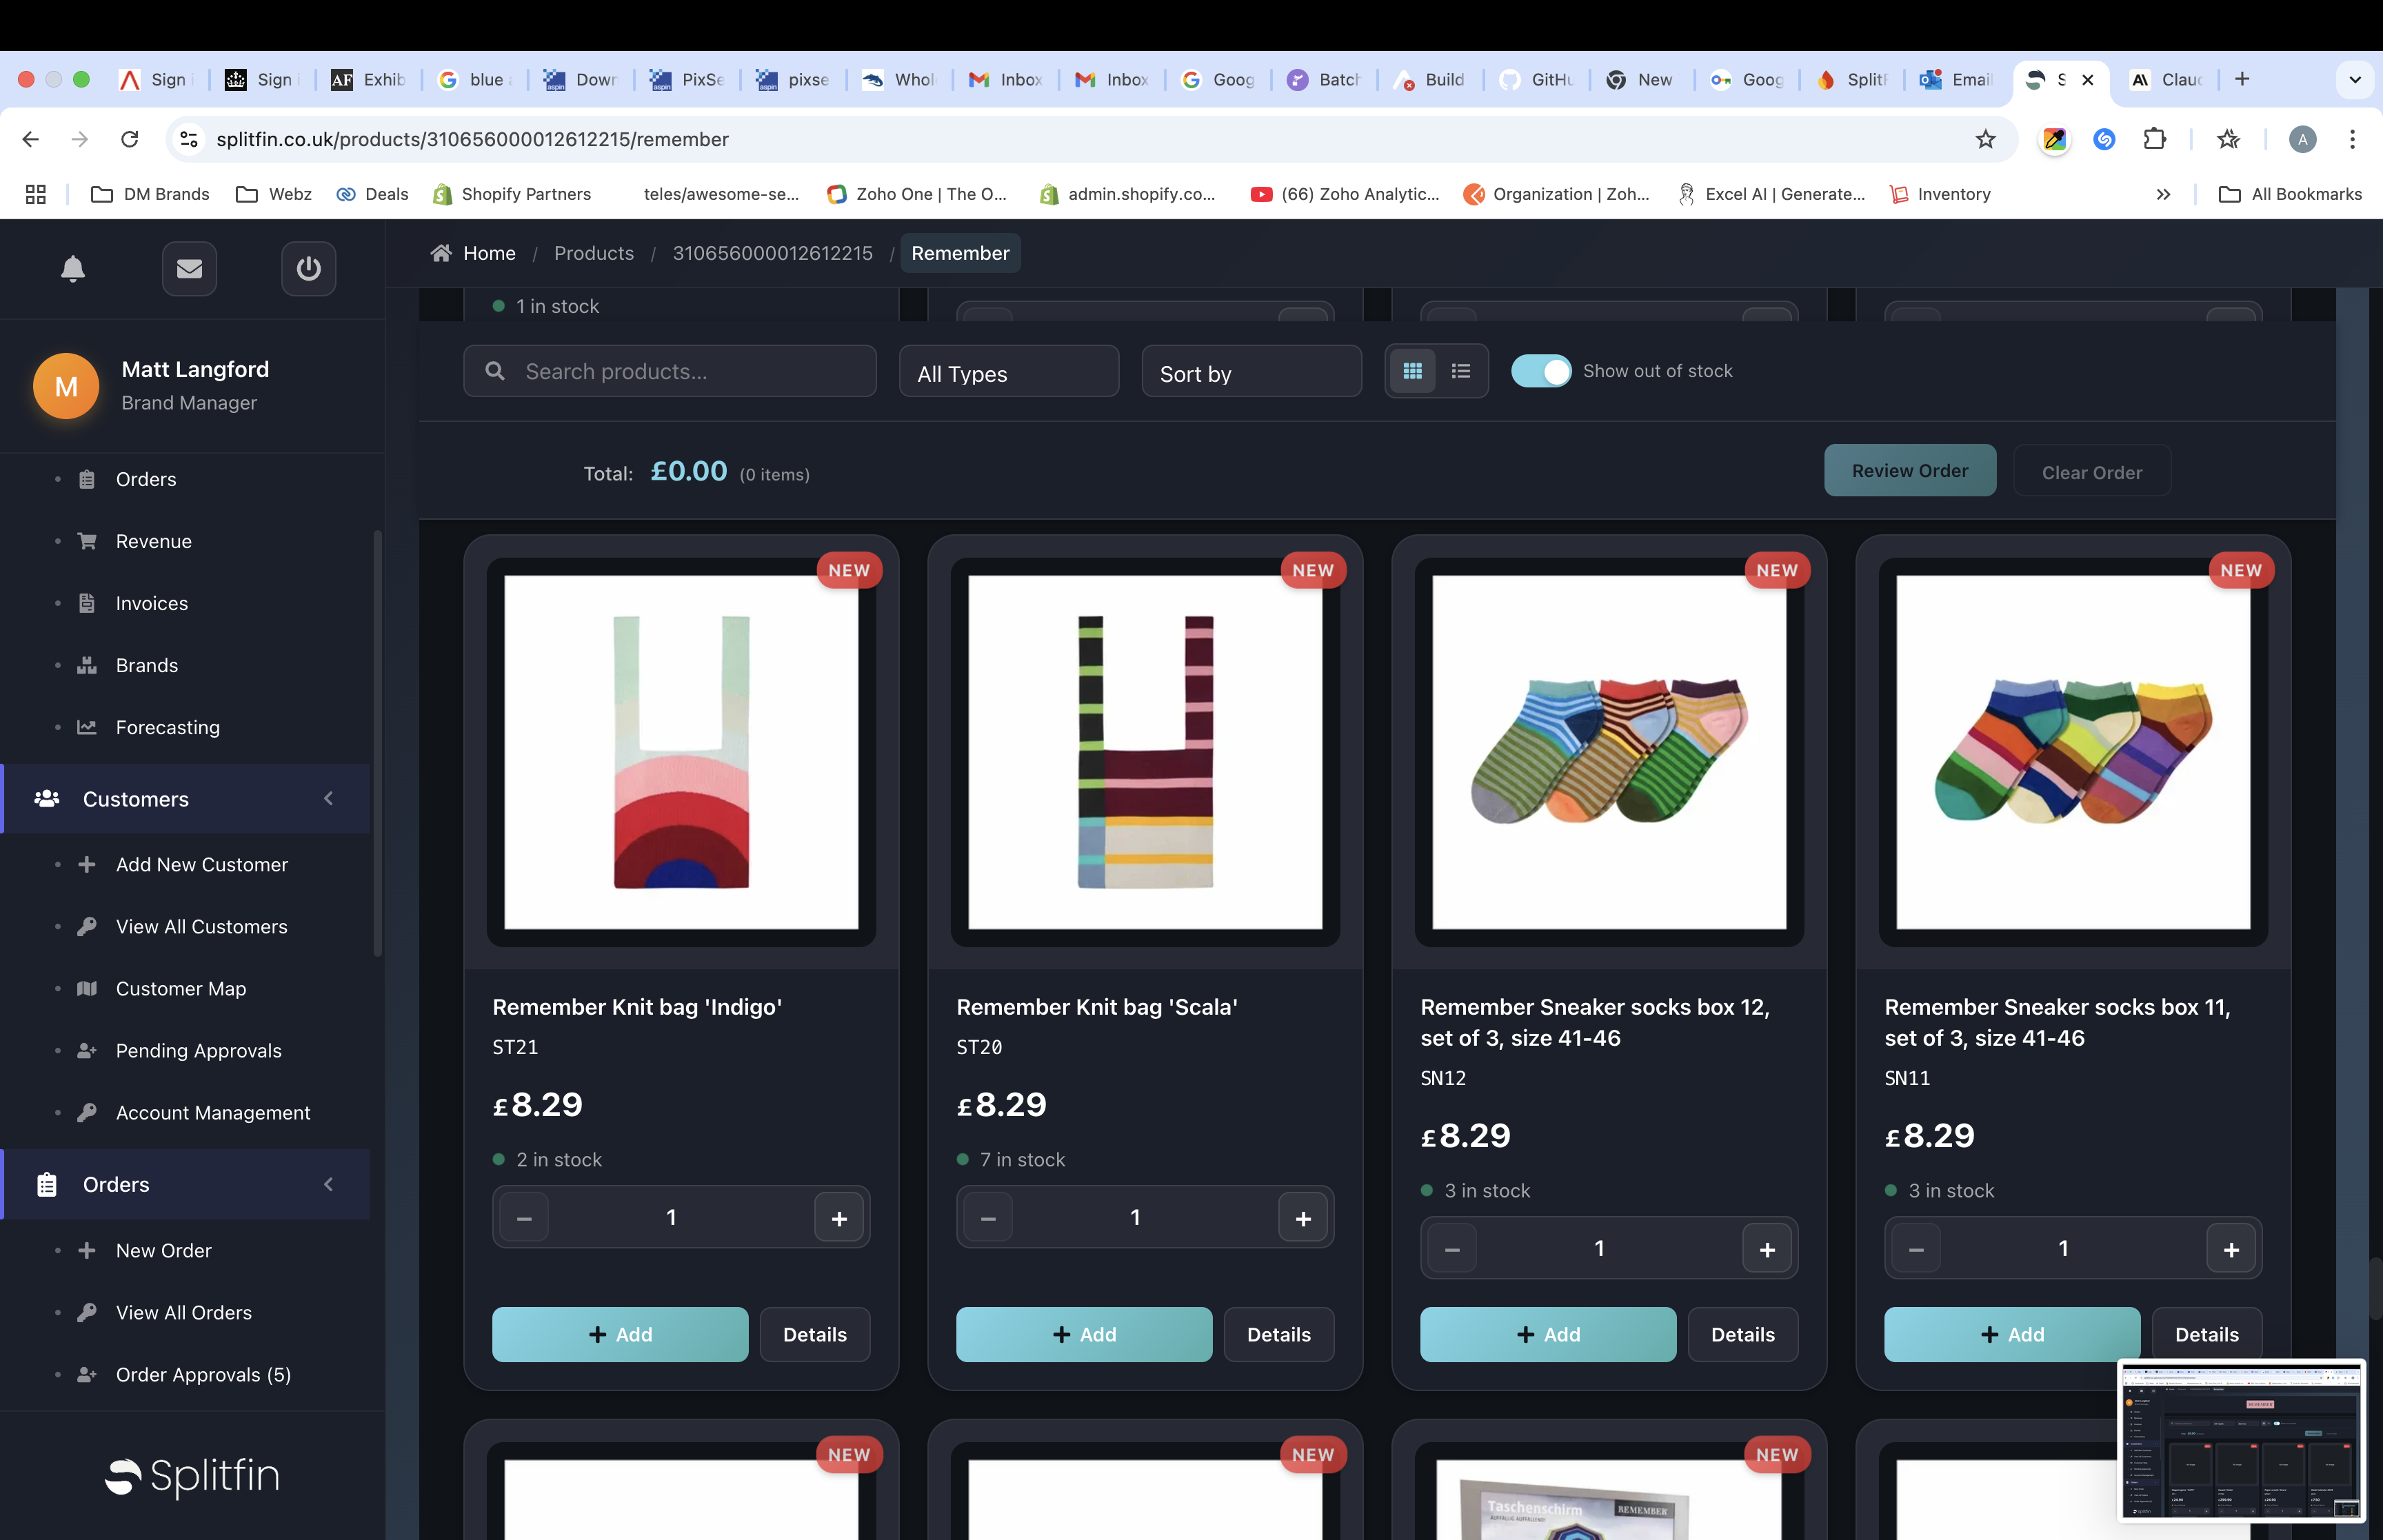 Sign i
Sign i
AF Exhib
blue a
Down
PixSe
pixse
Whol
Inbox
Inbox
Goog
Batch
Build
GitHu
New
Goog
SplitF
Email
S
Claud
splitfin.co.uk/products/310656000012612215/remember
A
DM Brands
Webz
Deals
Shopify Partners
teles/awesome-se...
Zoho One | The O...
admin.shopify.co...
(66) Zoho Analytic...
Organization | Zoh...
Excel AI | Generate...
Inventory
All Bookmarks
Home / Products / 310656000012612215 / Remember
M
Matt Langford
Brand Manager
Orders
Revenue
Invoices
Brands
Forecasting
Customers
Add New Customer
View All Customers
Customer Map
Pending Approvals
Account Management
Orders
New Order
View All Orders
Order Approvals (5)
Splitfin
1 in stock
Search products...
All Types
Sort by
Show out of stock
Total: £0.00 (0 items)
Review Order
Clear Order
NEW
Remember Knit bag 'Indigo'
ST21
£8.29
2 in stock
− 1 +
+ Add
Details
NEW
Remember Knit bag 'Scala'
ST20
£8.29
7 in stock
− 1 +
+ Add
Details
NEW
Remember Sneaker socks box 12,
set of 3, size 41-46
SN12
£8.29
3 in stock
− 1 +
+ Add
Details
NEW
Remember Sneaker socks box 11,
set of 3, size 41-46
SN11
£8.29
3 in stock
− 1 +
+ Add
Details
NEW
NEW
NEW
Taschenschirm
REMEMBER